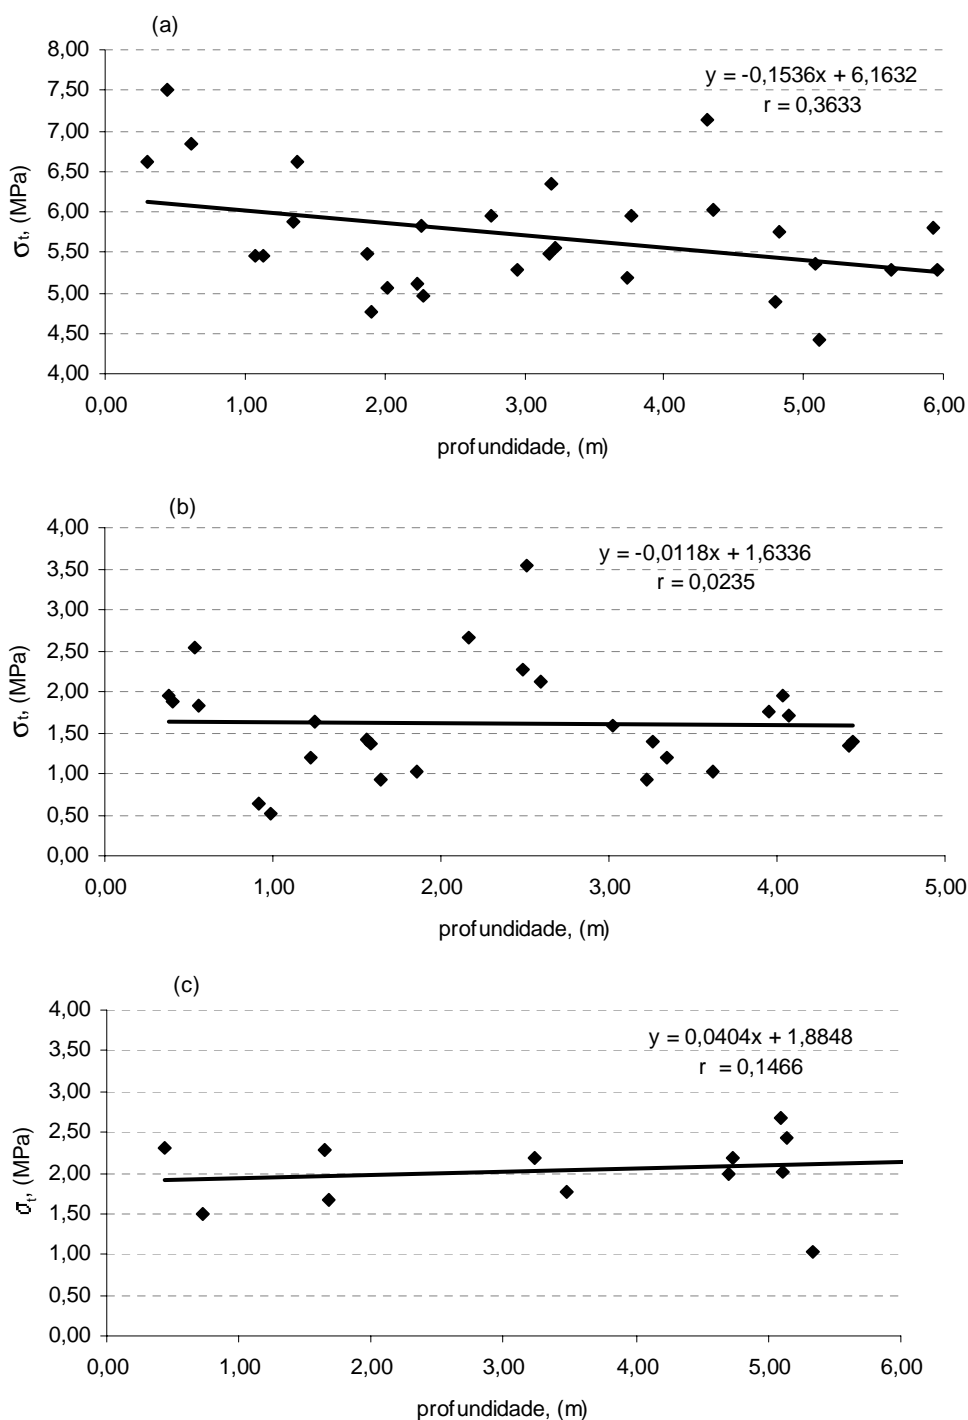 (a)
8,00
7,50
7,00
6,50
6,00
5,50
5,00
4,50
4,00
σt, (MPa)
y = -0,1536x + 6,1632
r = 0,3633
0,00 1,00 2,00 3,00 4,00 5,00 6,00
profundidade, (m)
(b)
4,00
3,50
3,00
2,50
2,00
1,50
1,00
0,50
0,00
σt, (MPa)
y = -0,0118x + 1,6336
r = 0,0235
0,00 1,00 2,00 3,00 4,00 5,00
profundidade, (m)
(c)
4,00
3,50
3,00
2,50
2,00
1,50
1,00
0,50
0,00
σt, (MPa)
y = 0,0404x + 1,8848
r = 0,1466
0,00 1,00 2,00 3,00 4,00 5,00 6,00
profundidade, (m)